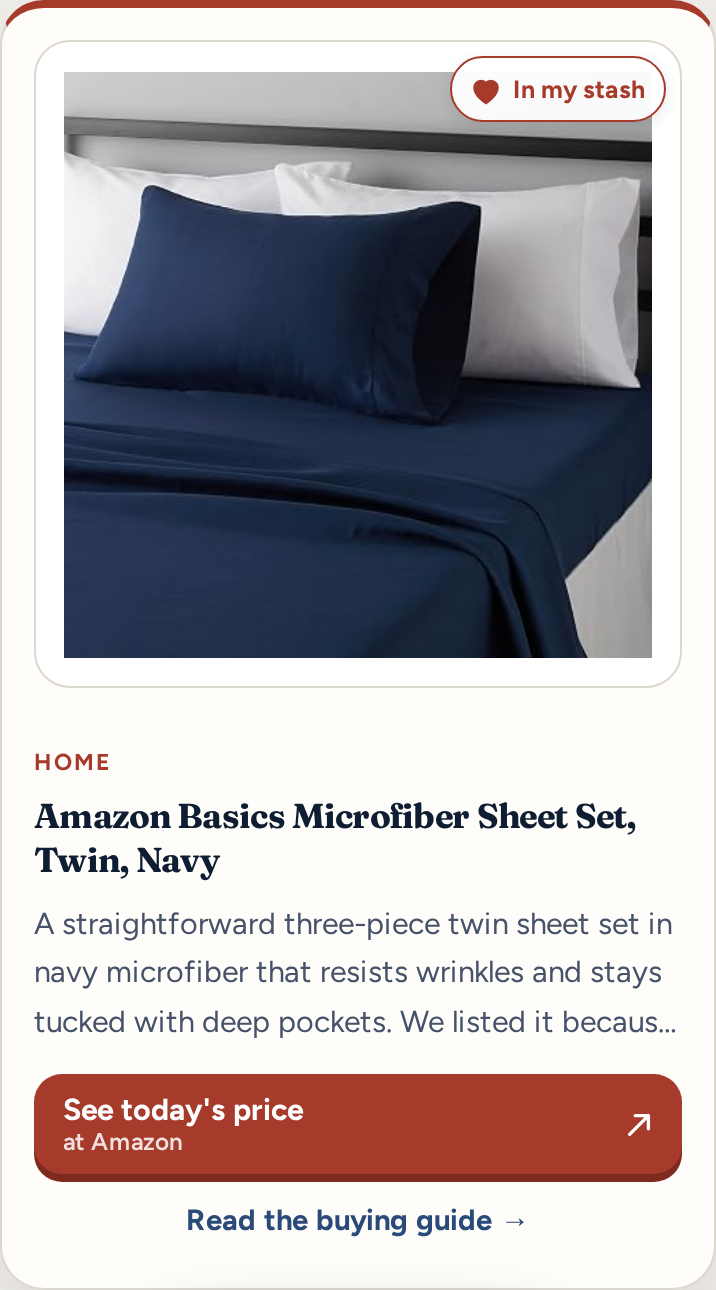 In my stash
HOME
Amazon Basics Microfiber Sheet Set,
Twin, Navy
A straightforward three-piece twin sheet set in
navy microfiber that resists wrinkles and stays
tucked with deep pockets. We listed it becaus...
See today's price
at Amazon
Read the buying guide →